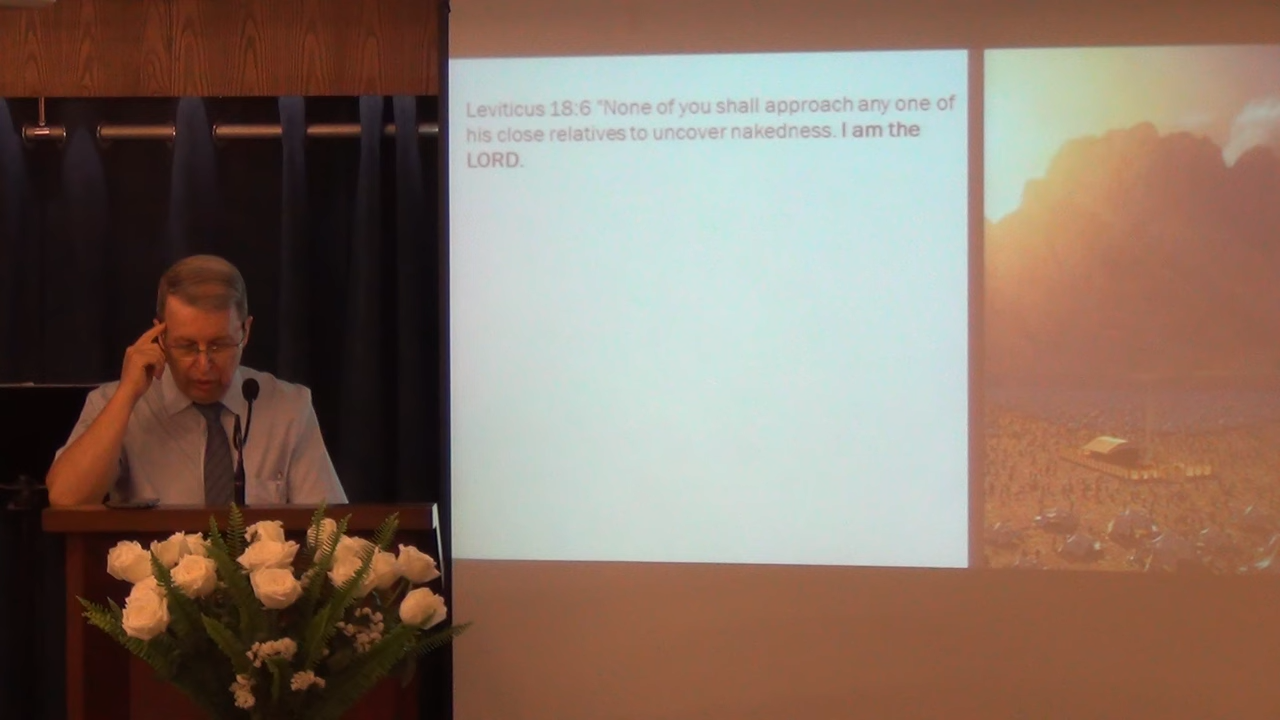 Leviticus 18:6 "None of you shall approach any one of
his close relatives to uncover nakedness. I am the
LORD.